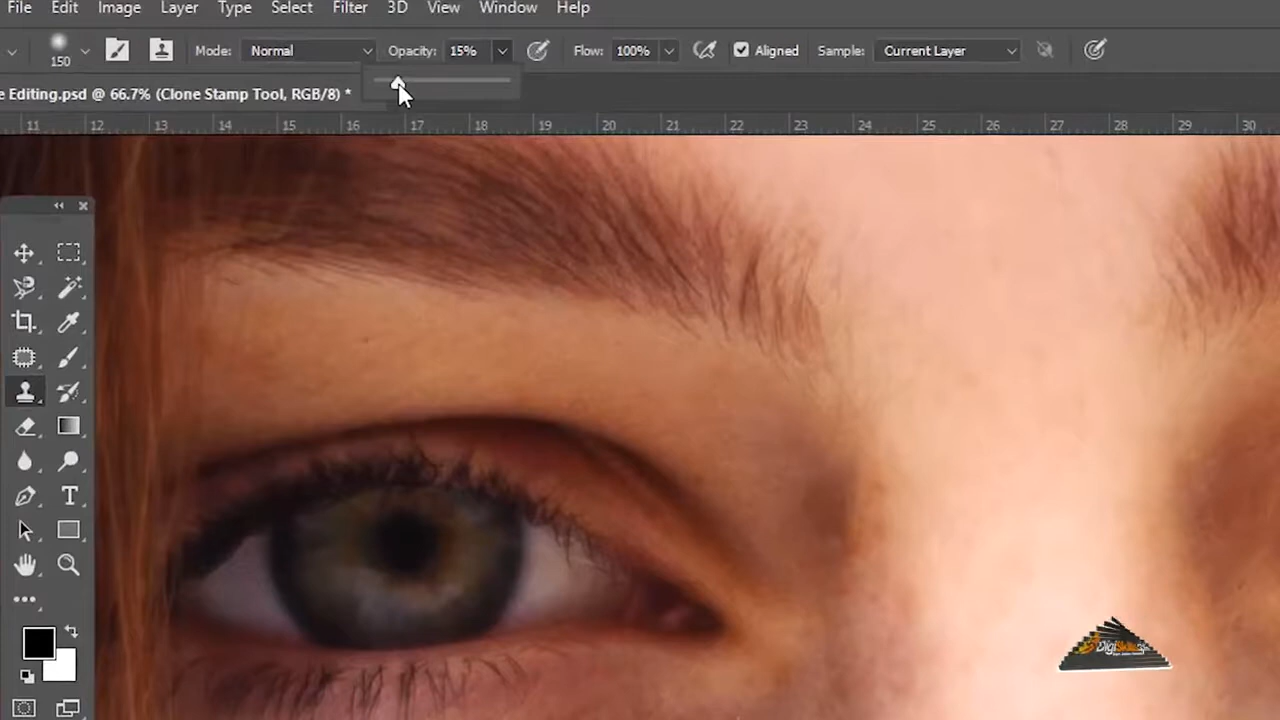 File Edit Image Layer Type Select Filter 3D View Window Help
150 Mode: Normal Opacity: 15% Flow: 100% Aligned Sample: Current Layer
e Editing.psd @ 66.7% (Clone Stamp Tool, RGB/8) *
11 12 13 14 15 16 17 18 19 20 21 22 23 24 25 26 27 28 29 30
T